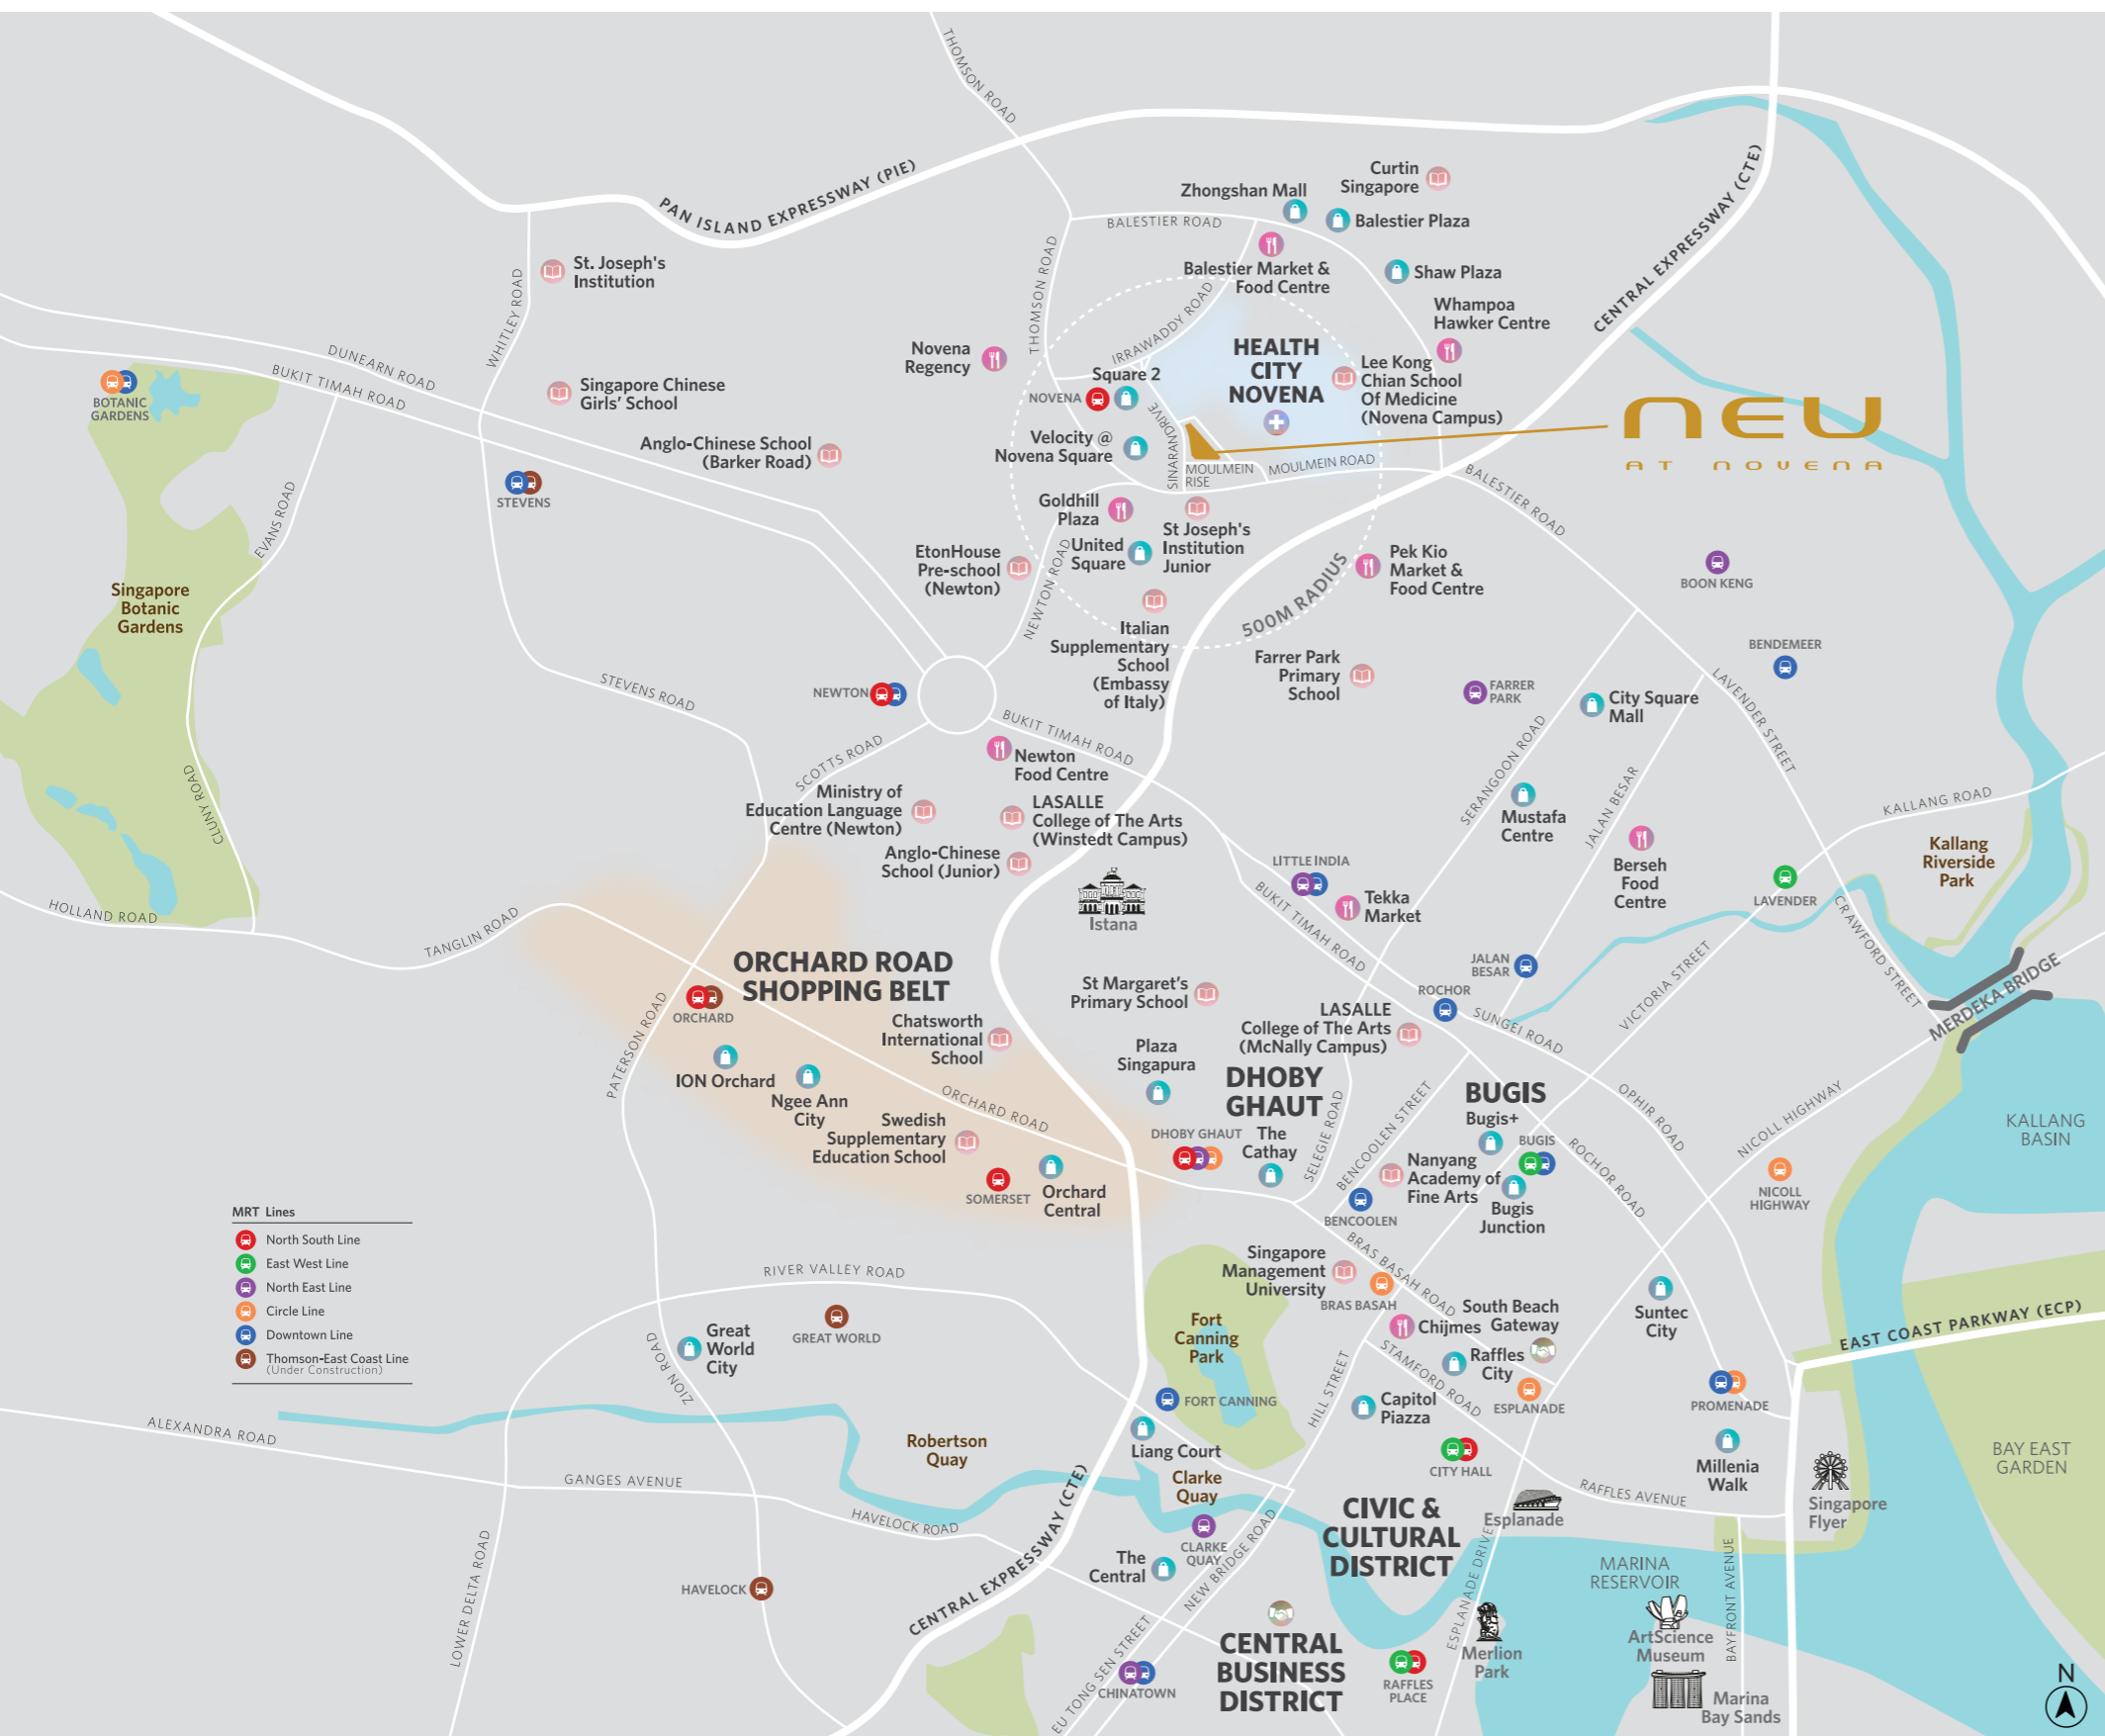 THOMSON ROAD
PAN ISLAND EXPRESSWAY (PIE)
CENTRAL EXPRESSWAY (CTE)
Curtin
Singapore
Zhongshan Mall
Balestier Plaza
BALESTIER ROAD
St. Joseph's
Institution
WHITLEY ROAD
THOMSON ROAD
Balestier Market &
Food Centre
Shaw Plaza
Whampoa
Hawker Centre
IRRAWADDY ROAD
DUNEARN ROAD
BUKIT TIMAH ROAD
Novena
Regency
HEALTH
CITY
NOVENA
Lee Kong
Chian School
Of Medicine
(Novena Campus)
Square 2
NOVENA
BOTANIC
GARDENS
Singapore Chinese
Girls' School
Anglo-Chinese School
(Barker Road)
Velocity @
Novena Square
SINARAN DRIVE
MOULMEIN
RISE
MOULMEIN ROAD
neu
AT NOVENA
BALESTIER ROAD
STEVENS
EVANS ROAD
Goldhill
Plaza
St Joseph's
Institution
Junior
United
Square
EtonHouse
Pre-school
(Newton)
NEWTON ROAD
500M RADIUS
Pek Kio
Market &
Food Centre
BOON KENG
Singapore
Botanic
Gardens
Italian
Supplementary
School
(Embassy
of Italy)
Farrer Park
Primary
School
BENDEMEER
FARRER
PARK
City Square
Mall
LAVENDER STREET
STEVENS ROAD
NEWTON
BUKIT TIMAH ROAD
SCOTTS ROAD
Newton
Food Centre
SERANGOON ROAD
CLUNY ROAD
Ministry of
Education Language
Centre (Newton)
LASALLE
College of The Arts
(Winstedt Campus)
Mustafa
Centre
JALAN BESAR
KALLANG ROAD
Anglo-Chinese
School (Junior)
LITTLE INDIA
Tekka
Market
Berseh
Food
Centre
LAVENDER
Kallang
Riverside
Park
Istana
BUKIT TIMAH ROAD
CRAWFORD STREET
HOLLAND ROAD
TANGLIN ROAD
ORCHARD ROAD
SHOPPING BELT
JALAN
BESAR
VICTORIA STREET
MERDEKA BRIDGE
ORCHARD
PATERSON ROAD
St Margaret's
Primary School
ROCHOR
SUNGEI ROAD
LASALLE
College of The Arts
(McNally Campus)
Chatsworth
International
School
ION Orchard
Ngee Ann
City
Plaza
Singapura
DHOBY
GHAUT
BUGIS
Bugis+
BUGIS
ORCHARD ROAD
OPHIR ROAD
NICOLL HIGHWAY
KALLANG
BASIN
Swedish
Supplementary
Education School
DHOBY GHAUT
The
Cathay
SELEGIE ROAD
BENCOOLEN STREET
Nanyang
Academy of
Fine Arts
ROCHOR ROAD
NICOLL
HIGHWAY
SOMERSET
Orchard
Central
BENCOOLEN
Bugis
Junction
MRT Lines
North South Line
East West Line
North East Line
Circle Line
Downtown Line
Thomson-East Coast Line
(Under Construction)
RIVER VALLEY ROAD
Singapore
Management
University
BRAS BASAH ROAD
BRAS BASAH
South Beach
Gateway
Suntec
City
EAST COAST PARKWAY (ECP)
GREAT WORLD
Great
World
City
ZION ROAD
Fort
Canning
Park
Chijmes
Raffles
City
STAMFORD ROAD
HILL STREET
Capitol
Piazza
ESPLANADE
PROMENADE
FORT CANNING
Liang Court
ALEXANDRA ROAD
Robertson
Quay
CITY HALL
Millenia
Walk
BAY EAST
GARDEN
GANGES AVENUE
Clarke
Quay
CIVIC &
CULTURAL
DISTRICT
Esplanade
RAFFLES AVENUE
Singapore
Flyer
HAVELOCK ROAD
CLARKE
QUAY
NEW BRIDGE ROAD
The
Central
CENTRAL EXPRESSWAY (CTE)
ESPLANADE DRIVE
MARINA
RESERVOIR
BAYFRONT AVENUE
HAVELOCK
LOWER DELTA ROAD
CENTRAL
BUSINESS
DISTRICT
Merlion
Park
ArtScience
Museum
EU TONG SEN STREET
CHINATOWN
RAFFLES
PLACE
Marina
Bay Sands
N